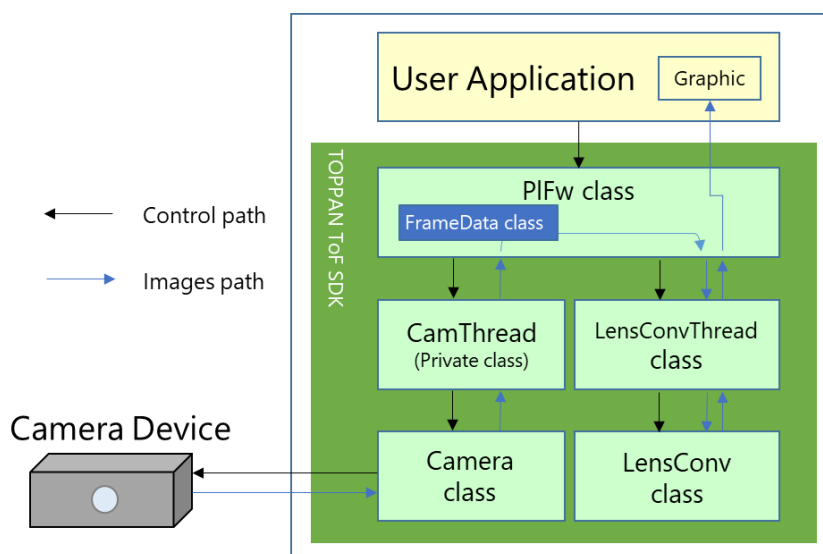 User Application
Graphic
TOPPAN ToF SDK
PlFw class
FrameData class
Control path
Images path
CamThread
(Private class)
LensConvThread
class
Camera Device
Camera
class
LensConv
class